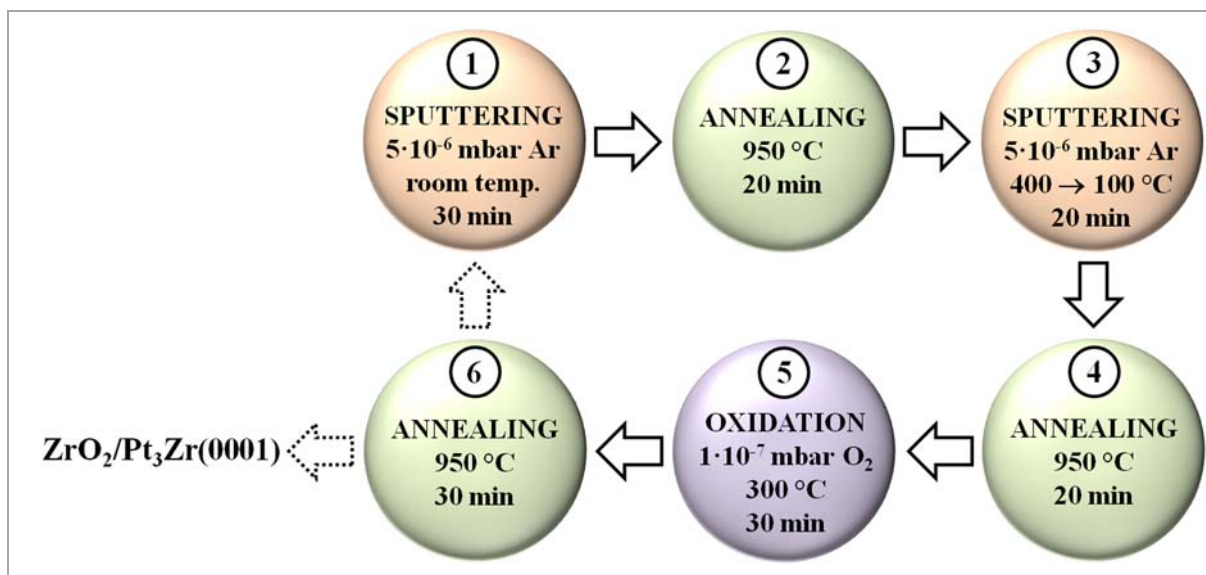 1
SPUTTERING
5·10⁻⁶ mbar Ar
room temp.
30 min
2
ANNEALING
950 °C
20 min
3
SPUTTERING
5·10⁻⁶ mbar Ar
400 → 100 °C
20 min
4
ANNEALING
950 °C
20 min
5
OXIDATION
1·10⁻⁷ mbar O₂
300 °C
30 min
6
ANNEALING
950 °C
30 min
ZrO₂/Pt₃Zr(0001)